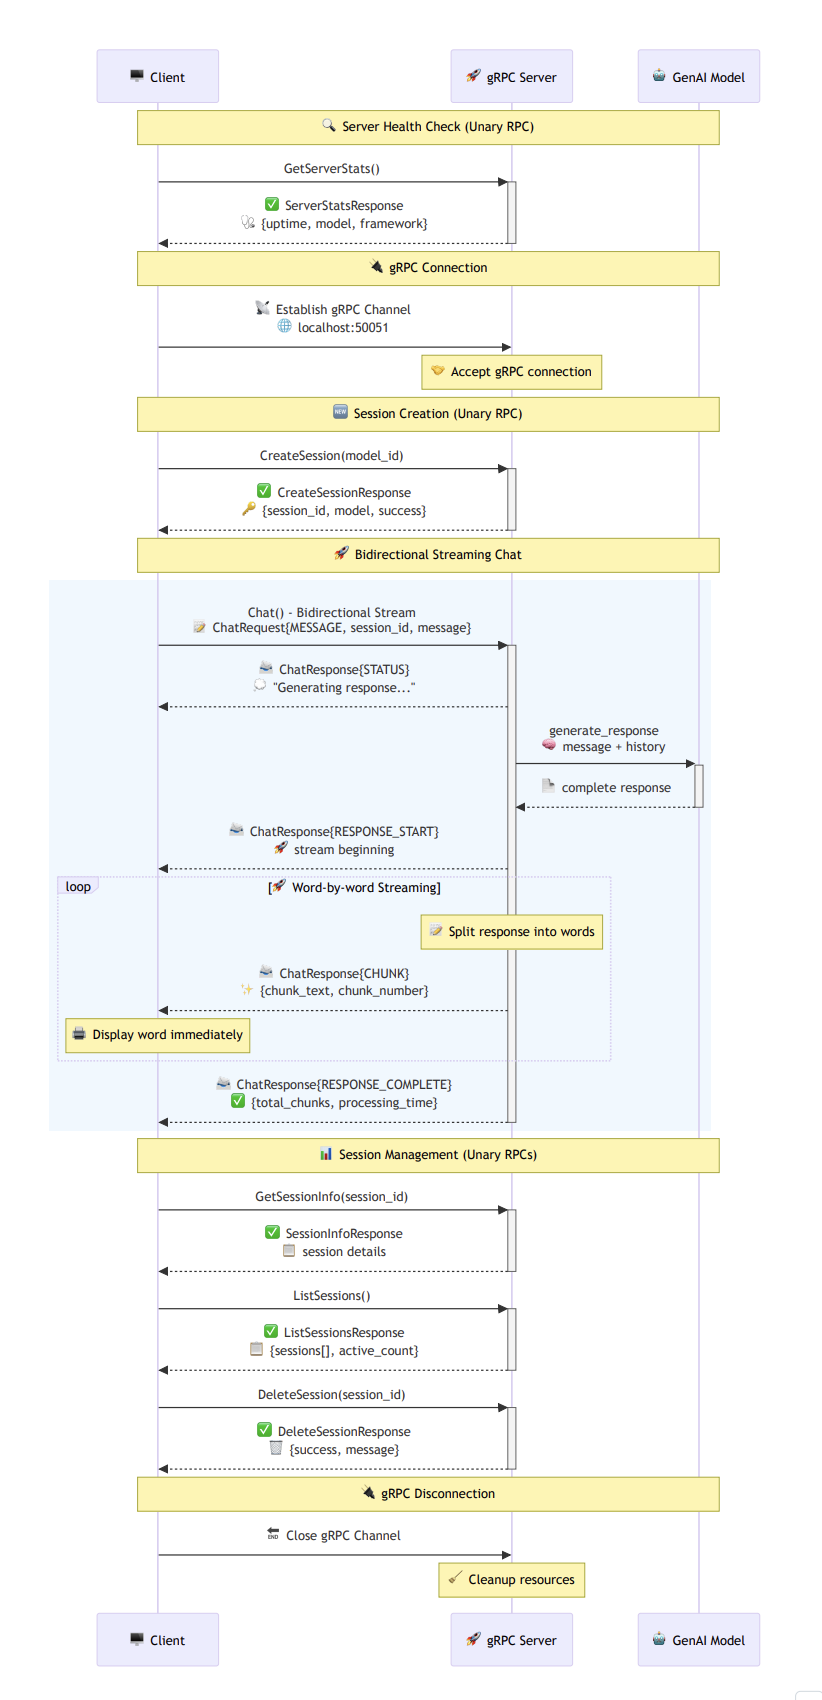 Client
gRPC Server
GenAI Model
Server Health Check (Unary RPC)
GetServerStats()
ServerStatsResponse
{uptime, model, framework}
gRPC Connection
Establish gRPC Channel
localhost:50051
Accept gRPC connection
NEW
Session Creation (Unary RPC)
CreateSession(model_id)
CreateSessionResponse
{session_id, model, success}
Bidirectional Streaming Chat
Chat() - Bidirectional Stream
ChatRequest{MESSAGE, session_id, message}
ChatResponse{STATUS}
"Generating response..."
generate_response
message + history
complete response
ChatResponse{RESPONSE_START}
stream beginning
loop
[🚀 Word-by-word Streaming]
Split response into words
ChatResponse{CHUNK}
{chunk_text, chunk_number}
Display word immediately
ChatResponse{RESPONSE_COMPLETE}
{total_chunks, processing_time}
Session Management (Unary RPCs)
GetSessionInfo(session_id)
SessionInfoResponse
session details
ListSessions()
ListSessionsResponse
{sessions[], active_count}
DeleteSession(session_id)
DeleteSessionResponse
{success, message}
gRPC Disconnection
END
Close gRPC Channel
Cleanup resources
Client
gRPC Server
GenAI Model